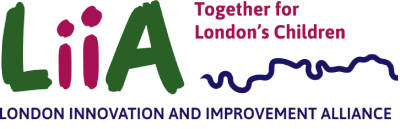 LiiA
Together for
London's Children
LONDON INNOVATION AND IMPROVEMENT ALLIANCE